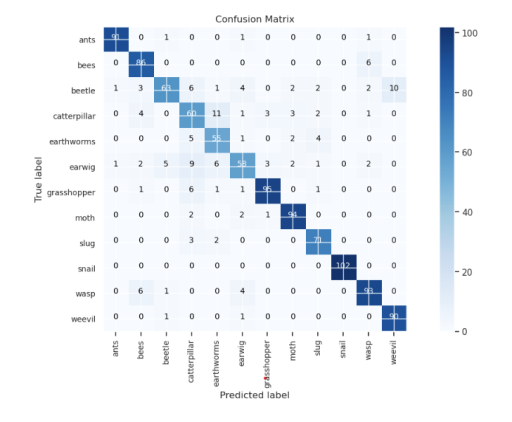 Confusion Matrix
ants 91 0 1 0 0 1 0 0 0 0 1 0
bees 0 86 0 0 0 0 0 0 0 0 6 0
beetle 1 3 63 6 1 4 0 2 2 0 2 10
catterpillar 0 4 0 60 11 1 3 3 2 0 1 0
earthworms 0 0 0 5 55 1 0 2 4 0 0 0
earwig 1 2 5 9 6 58 3 2 1 0 2 0
grasshopper 0 1 0 6 1 1 95 0 1 0 0 0
moth 0 0 0 2 0 2 1 94 0 0 0 0
slug 0 0 0 3 2 0 0 0 0 0 0
snail 0 0 0 0 0 0 0 0 0 102 0 0
wasp 0 6 1 0 0 4 0 0 0 0 93 0
weevil 0 0 1 0 0 1 0 0 0 0 0 90
True label
ants bees beetle catterpillar earthworms earwig grasshopper moth slug snail wasp weevil
Predicted label
100
80
60
40
20
0